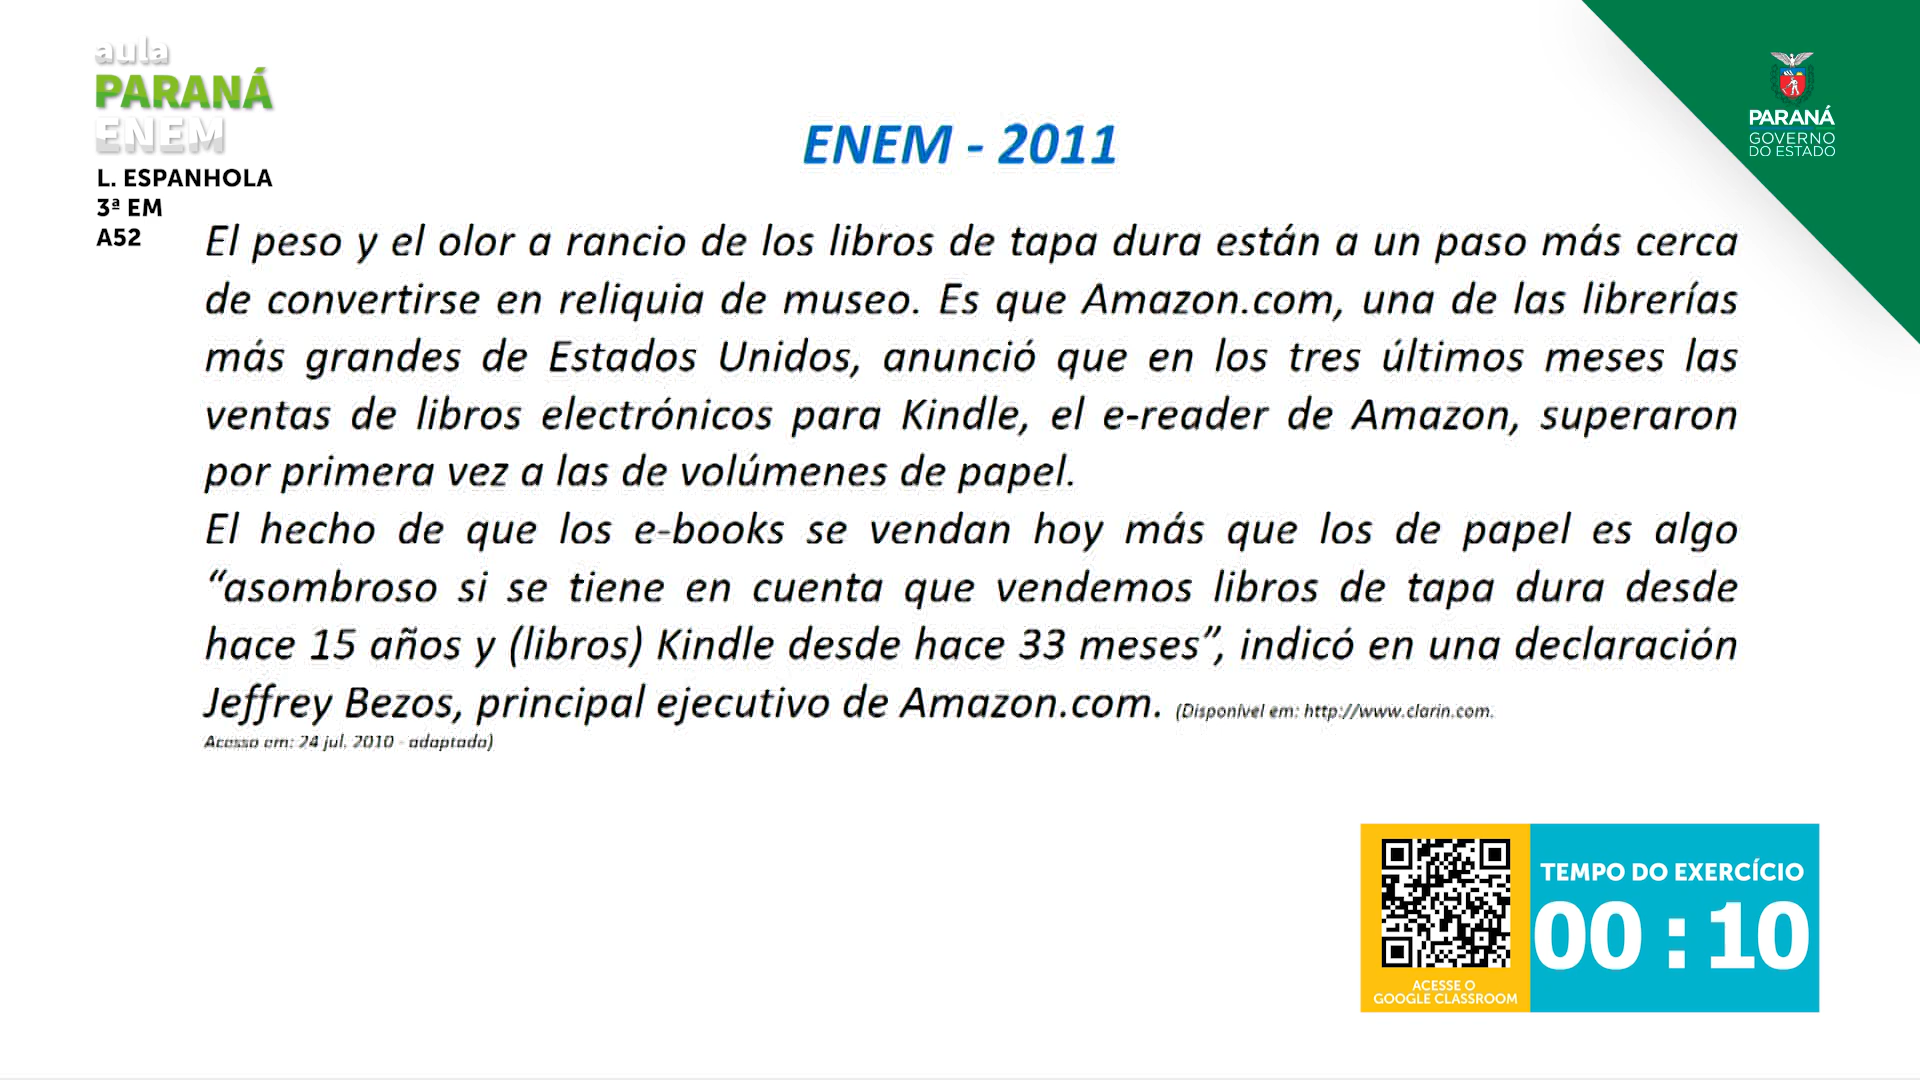 aula
PARANÁ
ENEM
L. ESPANHOLA
3ª EM
A52
PARANÁ
GOVERNO
DO ESTADO
ENEM - 2011
El peso y el olor a rancio de los libros de tapa dura están a un paso más cerca
de convertirse en reliquia de museo. Es que Amazon.com, una de las librerías
más grandes de Estados Unidos, anunció que en los tres últimos meses las
ventas de libros electrónicos para Kindle, el e-reader de Amazon, superaron
por primera vez a las de volúmenes de papel.
El hecho de que los e-books se vendan hoy más que los de papel es algo
“asombroso si se tiene en cuenta que vendemos libros de tapa dura desde
hace 15 años y (libros) Kindle desde hace 33 meses”, indicó en una declaración
Jeffrey Bezos, principal ejecutivo de Amazon.com. (Disponível em: http://www.clarin.com.
Acesso em: 24 jul. 2010 - adaptado)
TEMPO DO EXERCÍCIO
00 : 10
ACESSE O
GOOGLE CLASSROOM